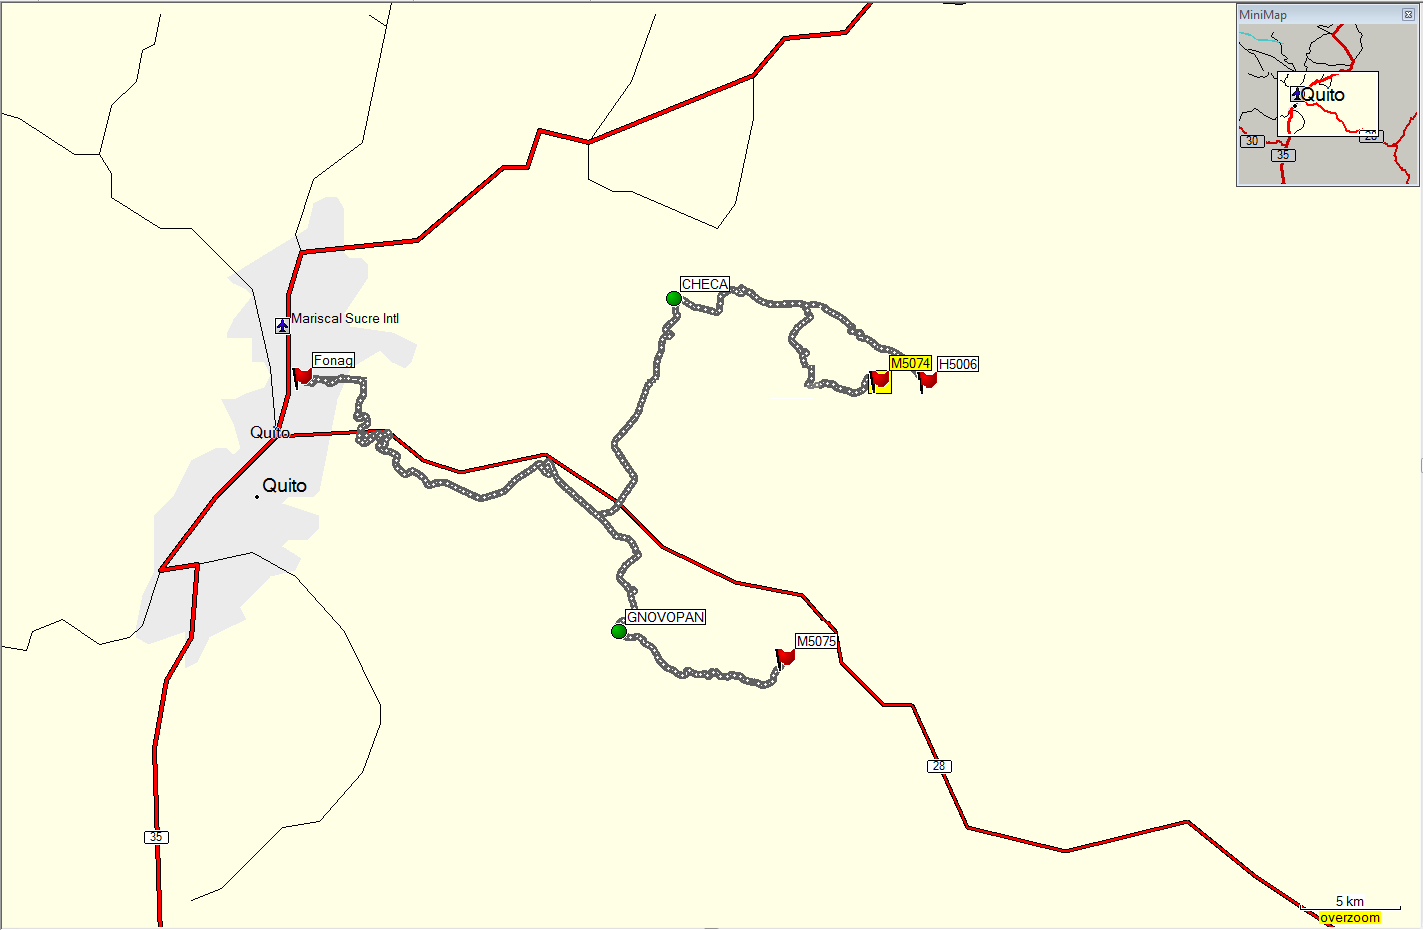 MiniMap
Quito
30
35
28
CHECA
Mariscal Sucre Intl
Fonag
M5074
H5006
Quito
Quito
GNOVOPAN
M5075
28
35
5 km
overzoom